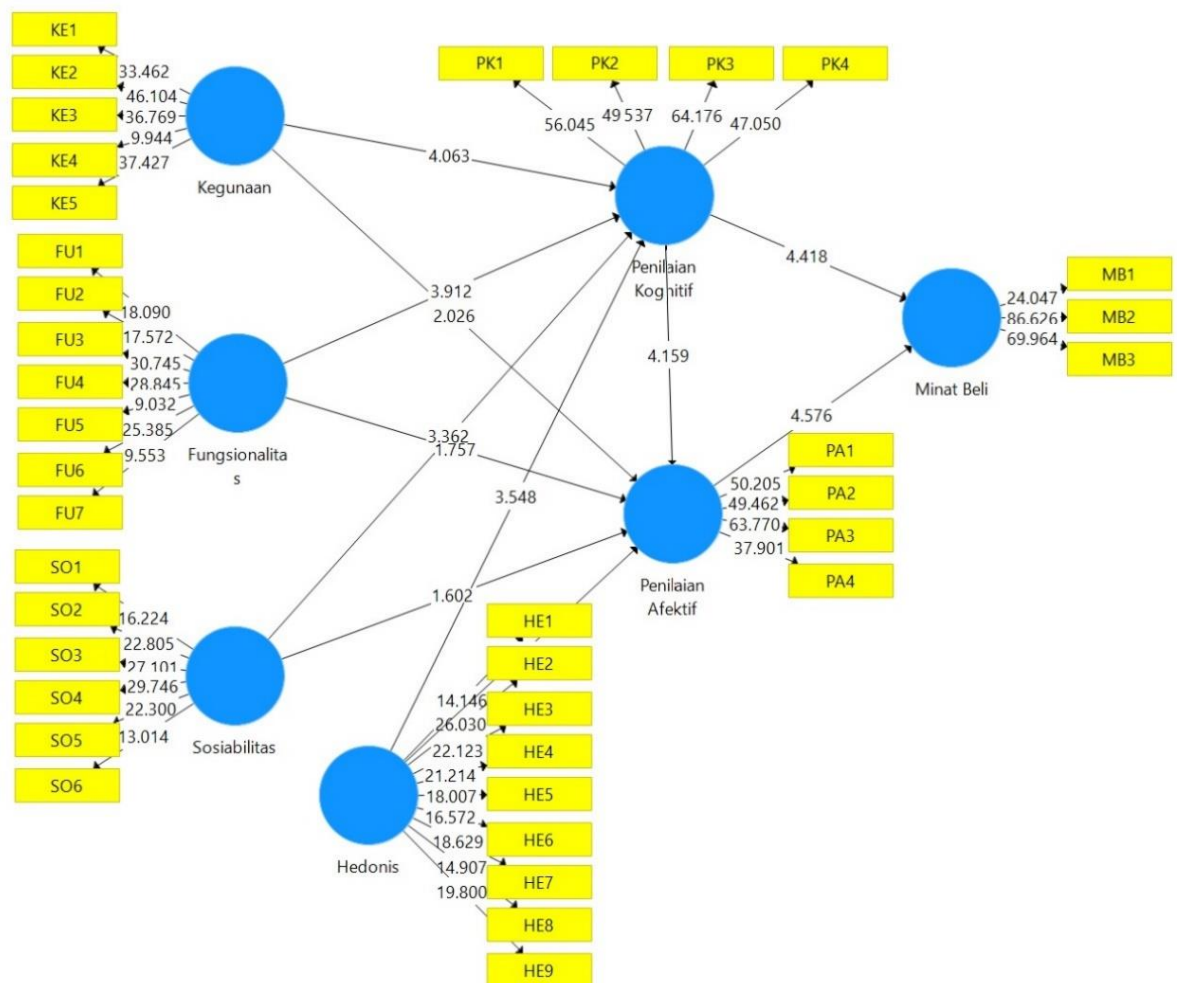 KE1
KE2
KE3
KE4
KE5
33.462
46.104
36.769
9.944
37.427
Kegunaan
FU1
FU2
FU3
FU4
FU5
FU6
FU7
18.090
17.572
30.745
28.845
9.032
25.385
9.553
Fungsionalita
s
SO1
SO2
SO3
SO4
SO5
SO6
16.224
22.805
27.101
29.746
22.300
13.014
Sosiabilitas
Hedonis
14.146
26.030
22.123
21.214
18.007
16.572
18.629
14.907
19.800
HE1
HE2
HE3
HE4
HE5
HE6
HE7
HE8
HE9
4.063
3.912
2.026
3.362
1.757
3.548
1.602
PK1
PK2
PK3
PK4
56.045
49.537
64.176
47.050
Penilaian
Kognitif
4.159
4.418
4.576
Penilaian
Afektif
50.205
49.462
63.770
37.901
PA1
PA2
PA3
PA4
Minat Beli
24.047
86.626
69.964
MB1
MB2
MB3